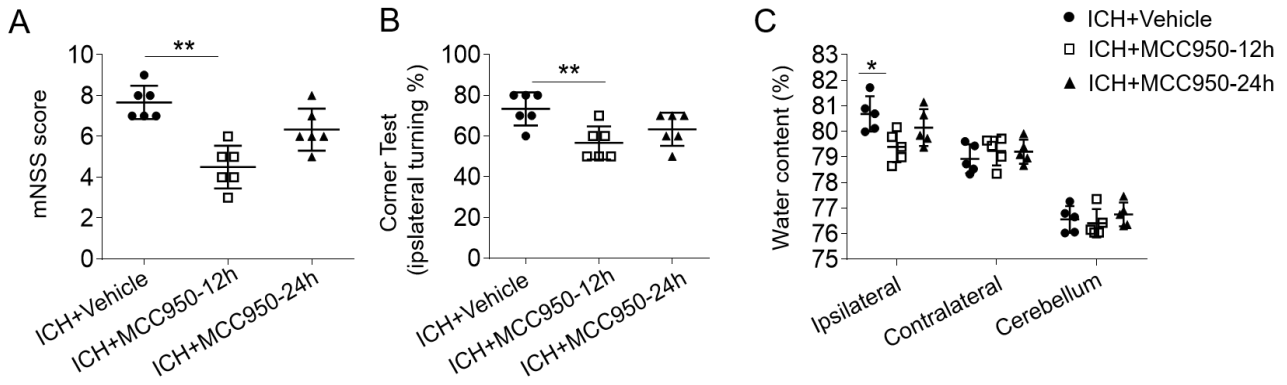 A
mNSS score
10
8
6
4
2
0
**
ICH+Vehicle
ICH+MCC950-12h
ICH+MCC950-24h
B
Corner Test
(ipslateral turning %)
100
80
60
40
20
0
**
ICH+Vehicle
ICH+MCC950-12h
ICH+MCC950-24h
C
Water content (%)
83
82
81
80
79
78
77
76
75
*
Ipsilateral
Contralateral
Cerebellum
ICH+Vehicle
ICH+MCC950-12h
ICH+MCC950-24h